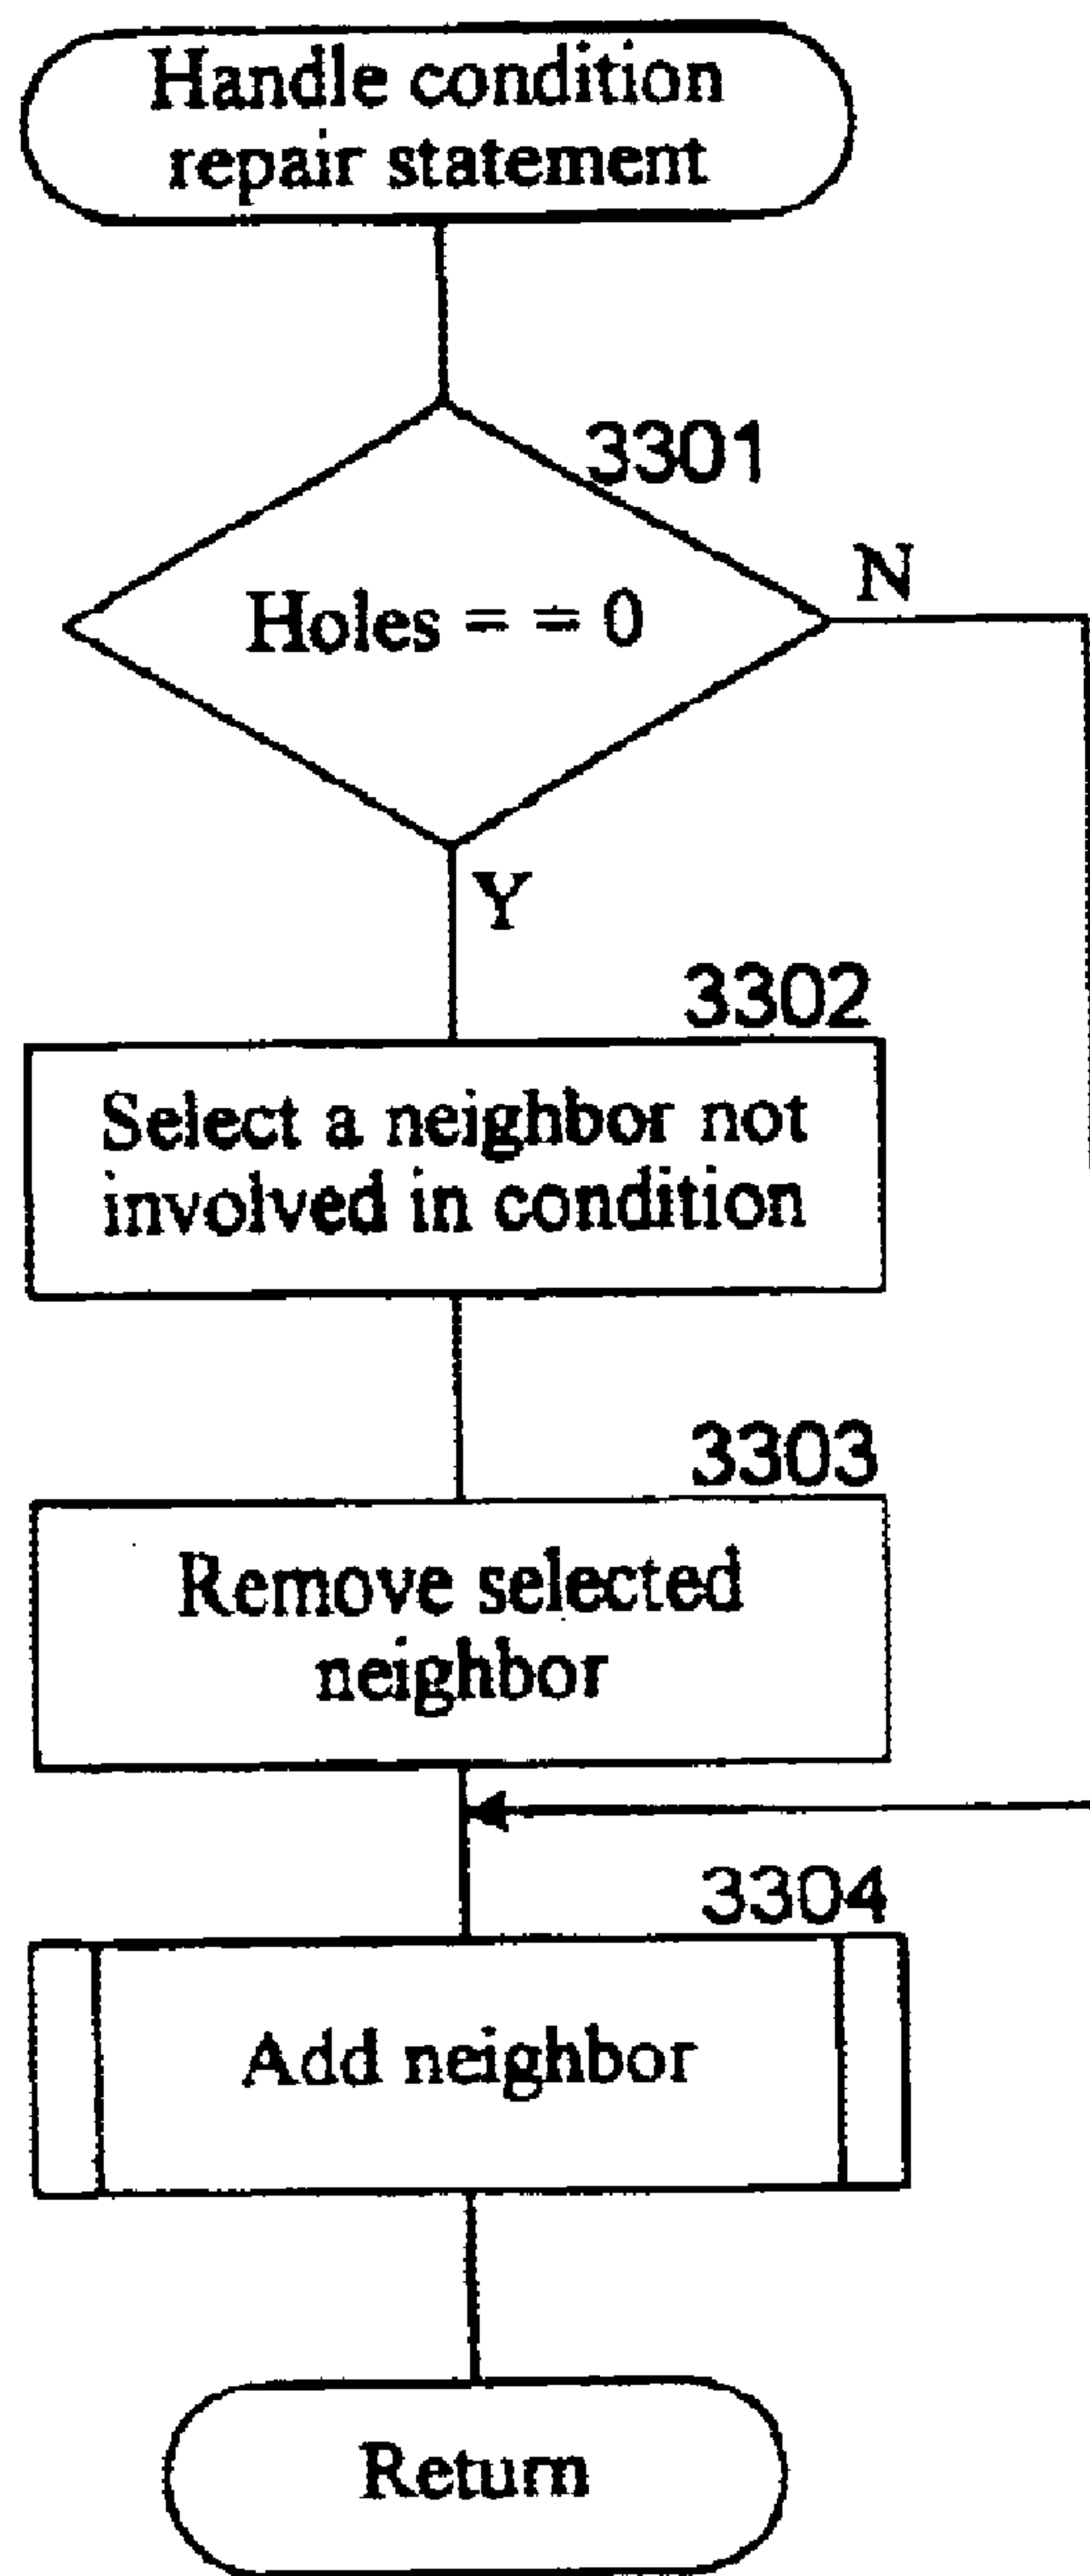 Handle condition
repair statement
3301
N
Holes = = 0
Y
3302
Select a neighbor not
involved in condition
3303
Remove selected
neighbor
3304
Add neighbor
Return